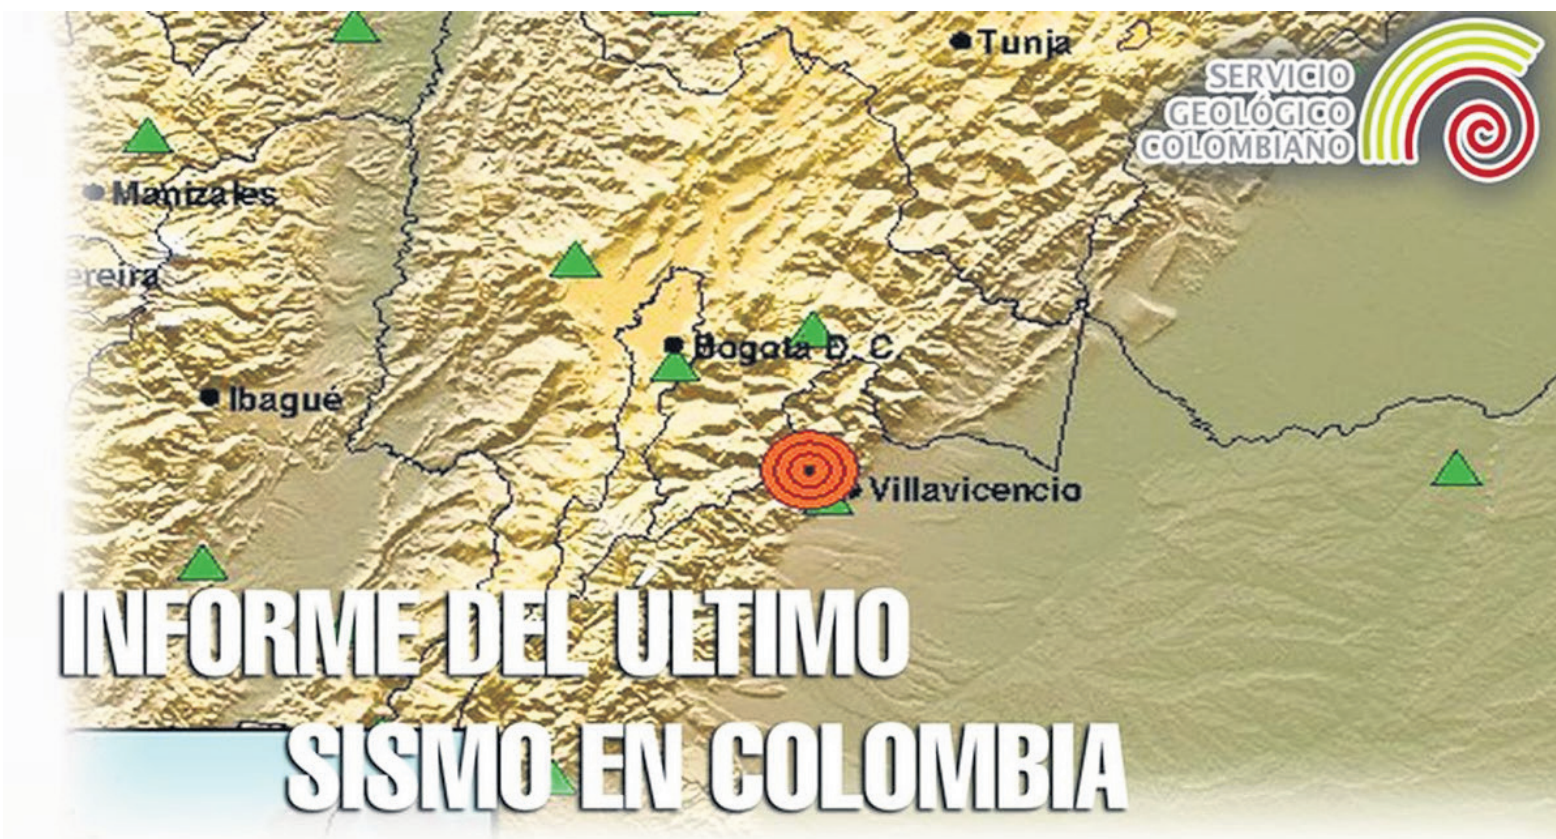 Tunja
SERVICIO
GEOLÓGICO
COLOMBIANO
Manizales
ereira
Bogota D. C.
Ibagué
Villavicencio
INFORME DEL ÚLTIMO
SISMO EN COLOMBIA